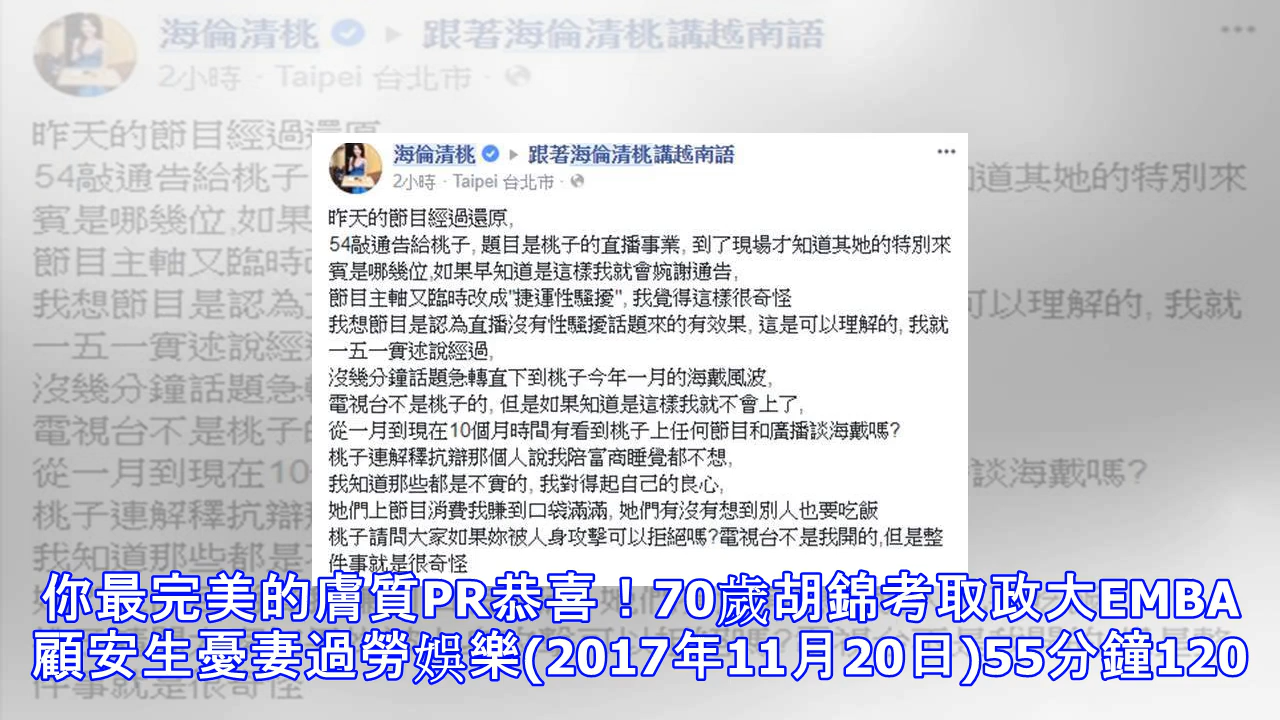 海倫清桃 ▸ 跟著海倫清桃講越南語
2小時 · Taipei 台北市 ·
昨天的節目經過還原,
54敲通告給桃子, 題目是桃子的直播事業, 到了現場才知道其她的特別來
賓是哪幾位,如果早知道是這樣我就會婉謝通告,
節目主軸又臨時改成"捷運性騷擾", 我覺得這樣很奇怪
我想節目是認為直播沒有性騷擾話題來的有效果, 這是可以理解的, 我就
一五一實述說經過,
沒幾分鐘話題急轉直下到桃子今年一月的海戴風波,
電視台不是桃子的, 但是如果知道是這樣我就不會上了,
從一月到現在10個月時間有看到桃子上任何節目和廣播談海戴嗎?
桃子連解釋抗辯那個人說我陪富商睡覺都不想,
我知道那些都是不實的, 我對得起自己的良心,
她們上節目消費我賺到口袋滿滿, 她們有沒有想到別人也要吃飯
桃子請問大家如果妳被人身攻擊可以拒絕嗎?電視台不是我開的,但是整
件事就是很奇怪
你最完美的膚質PR恭喜！70歲胡錦考取政大EMBA
顧安生憂妻過勞娛樂(2017年11月20日)55分鐘120